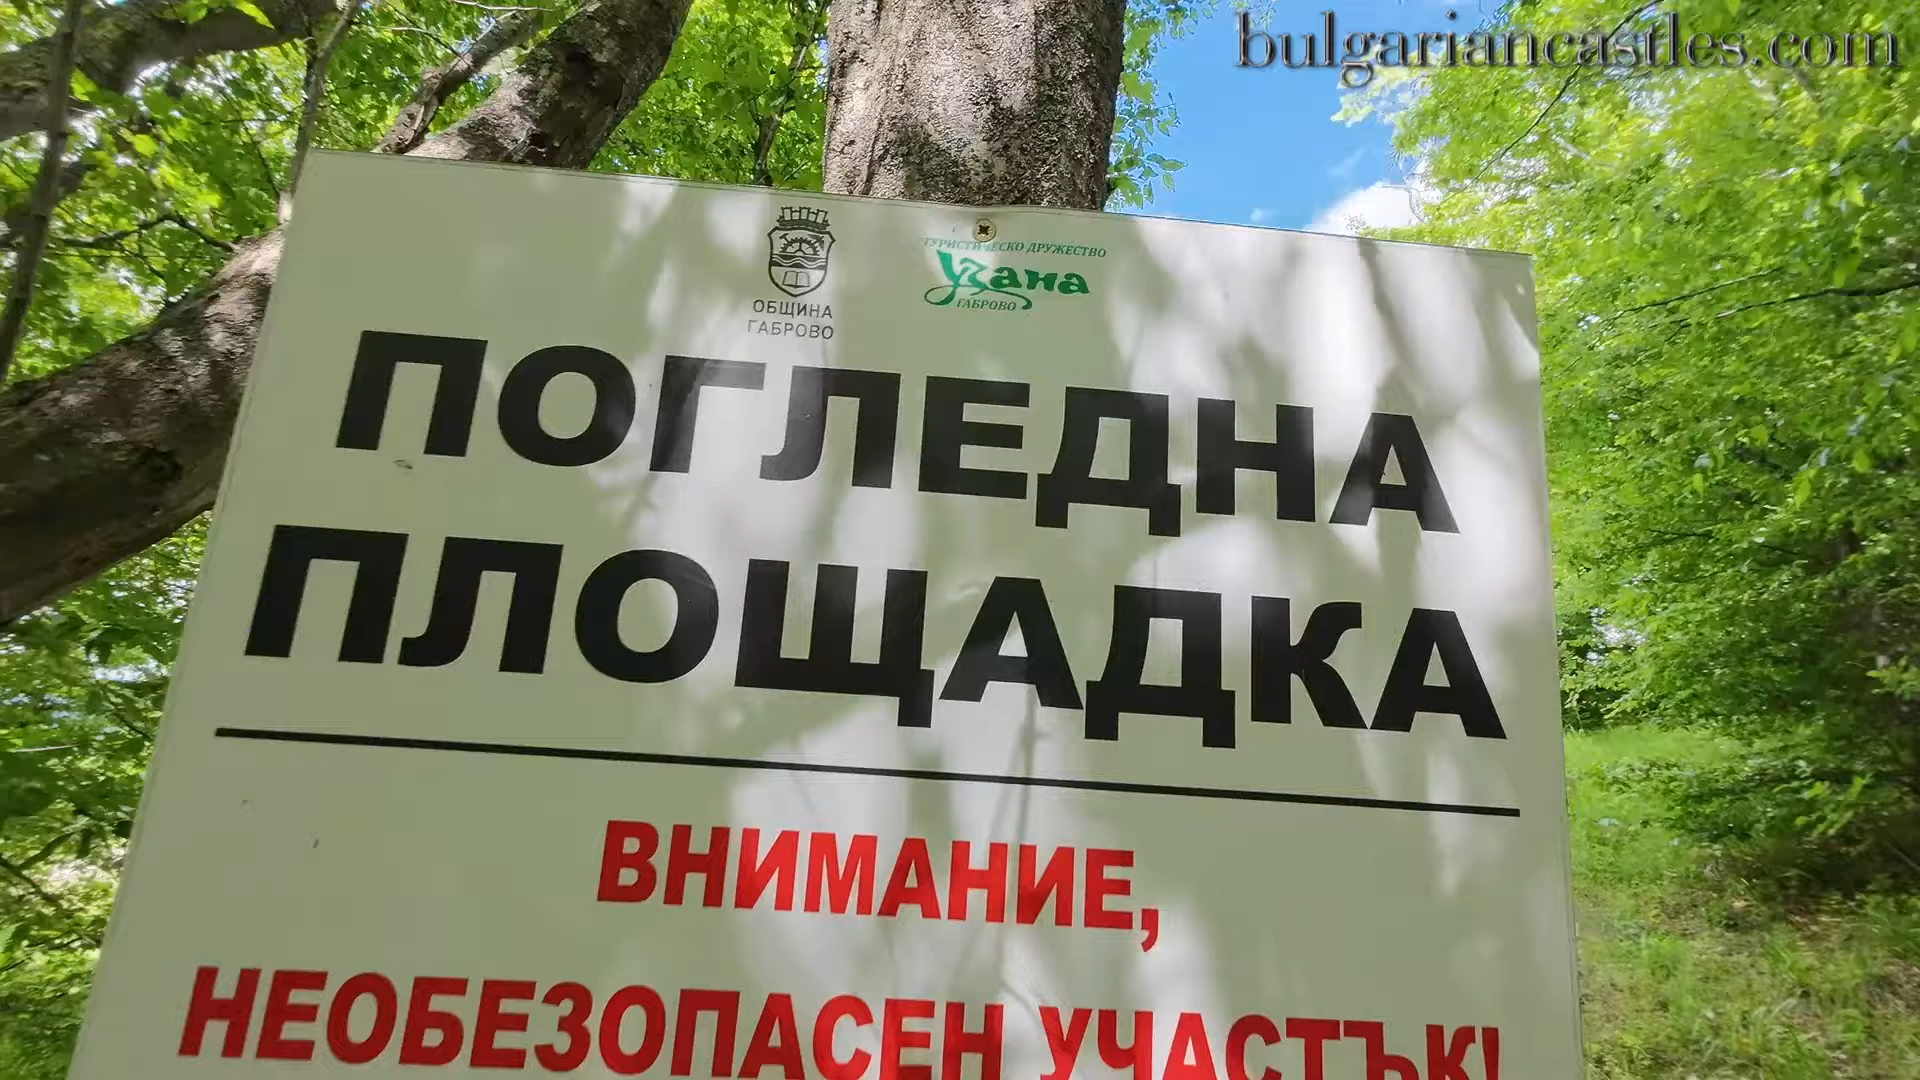 bulgariancastles.com
ТУРИСТИЧЕСКО ДРУЖЕСТВО
Узана
ГАБРОВО
ОБЩИНА
ГАБРОВО
ПОГЛЕДНА
ПЛОЩАДКА
ВНИМАНИЕ,
НЕОБЕЗОПАСЕН УЧАСТЪК!